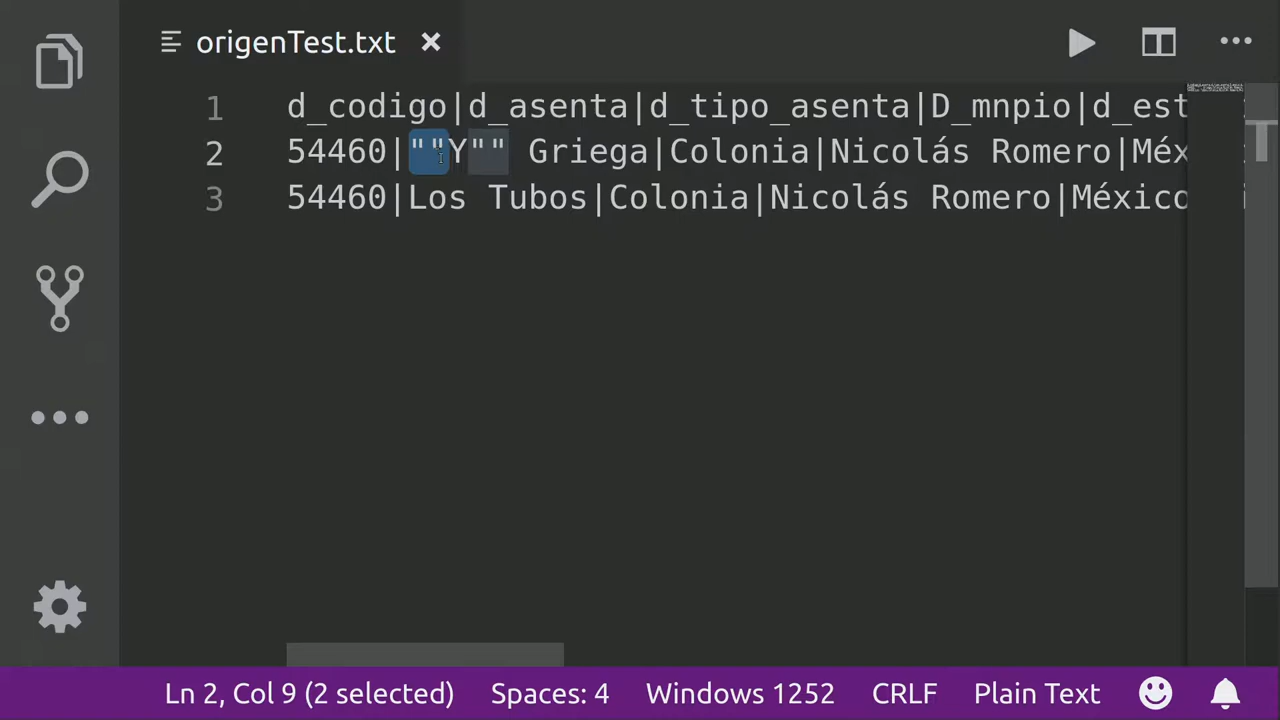 origenTest.txt
1 d_codigo|d_asenta|d_tipo_asenta|D_mnpio|d_est
2 54460|""Y"" Griega|Colonia|Nicolás Romero|Méx
3 54460|Los Tubos|Colonia|Nicolás Romero|México
Ln 2, Col 9 (2 selected) Spaces: 4 Windows 1252 CRLF Plain Text